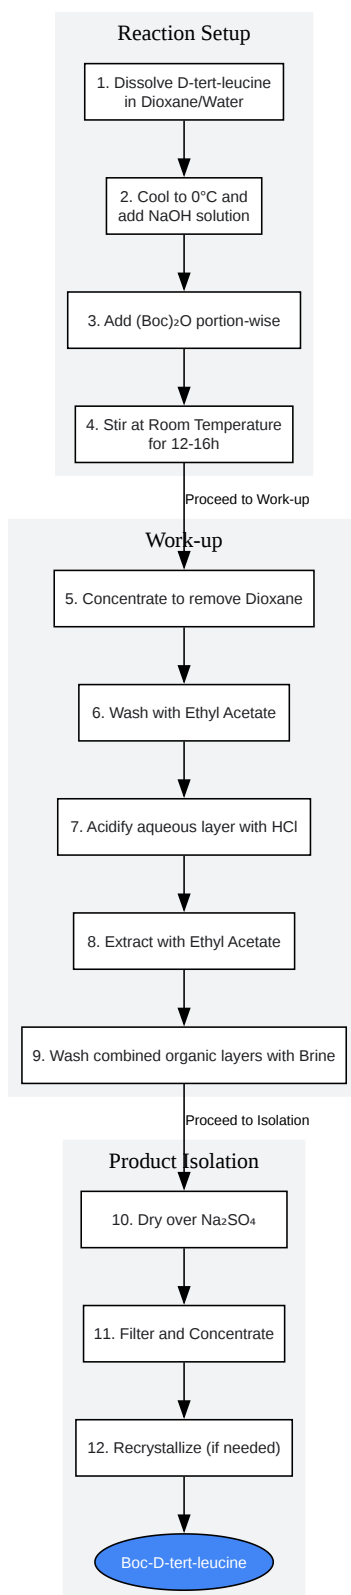 Reaction Setup
1. Dissolve D-tert-leucine
in Dioxane/Water
2. Cool to 0°C and
add NaOH solution
3. Add (Boc)₂O portion-wise
4. Stir at Room Temperature
for 12-16h
Proceed to Work-up
Work-up
5. Concentrate to remove Dioxane
6. Wash with Ethyl Acetate
7. Acidify aqueous layer with HCl
8. Extract with Ethyl Acetate
9. Wash combined organic layers with Brine
Proceed to Isolation
Product Isolation
10. Dry over Na₂SO₄
11. Filter and Concentrate
12. Recrystallize (if needed)
Boc-D-tert-leucine